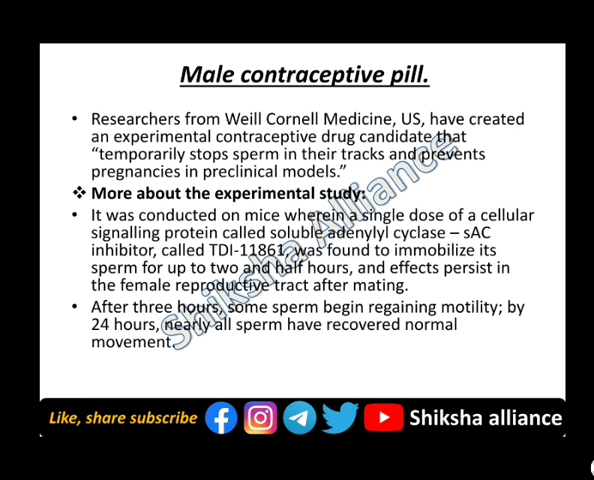 Male contraceptive pill.
• Researchers from Weill Cornell Medicine, US, have created
an experimental contraceptive drug candidate that
“temporarily stops sperm in their tracks and prevents
pregnancies in preclinical models.”
❖ More about the experimental study:
• It was conducted on mice wherein a single dose of a cellular
signalling protein called soluble adenylyl cyclase – sAC
inhibitor, called TDI-11861, was found to immobilize its
sperm for up to two and half hours, and effects persist in
the female reproductive tract after mating.
• After three hours, some sperm begin regaining motility; by
24 hours, nearly all sperm have recovered normal
movement.
Shiksha Alliance
Like, share subscribe
Shiksha alliance